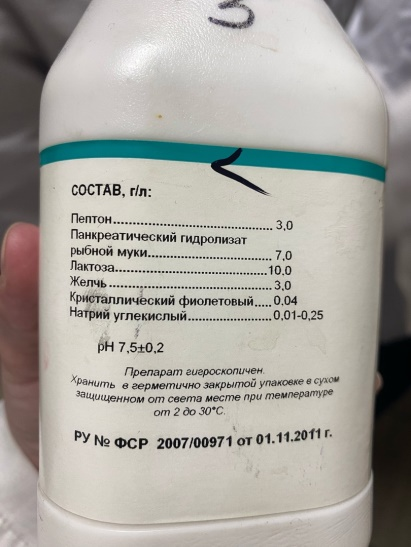 3
СОСТАВ, г/л:
Пептон........................................ 3,0
Панкреатический гидролизат
рыбной муки............................... 7,0
Лактоза........................................10,0
Желчь......................................... 3,0
Кристаллический фиолетовый.... 0,04
Натрий углекислый.....................0,01-0,25
pH 7,5±0,2
Препарат гигроскопичен.
Хранить в герметично закрытой упаковке в сухом
защищенном от света месте при температуре
от 2 до 30°С.
РУ № ФСР 2007/00971 от 01.11.2011 г.